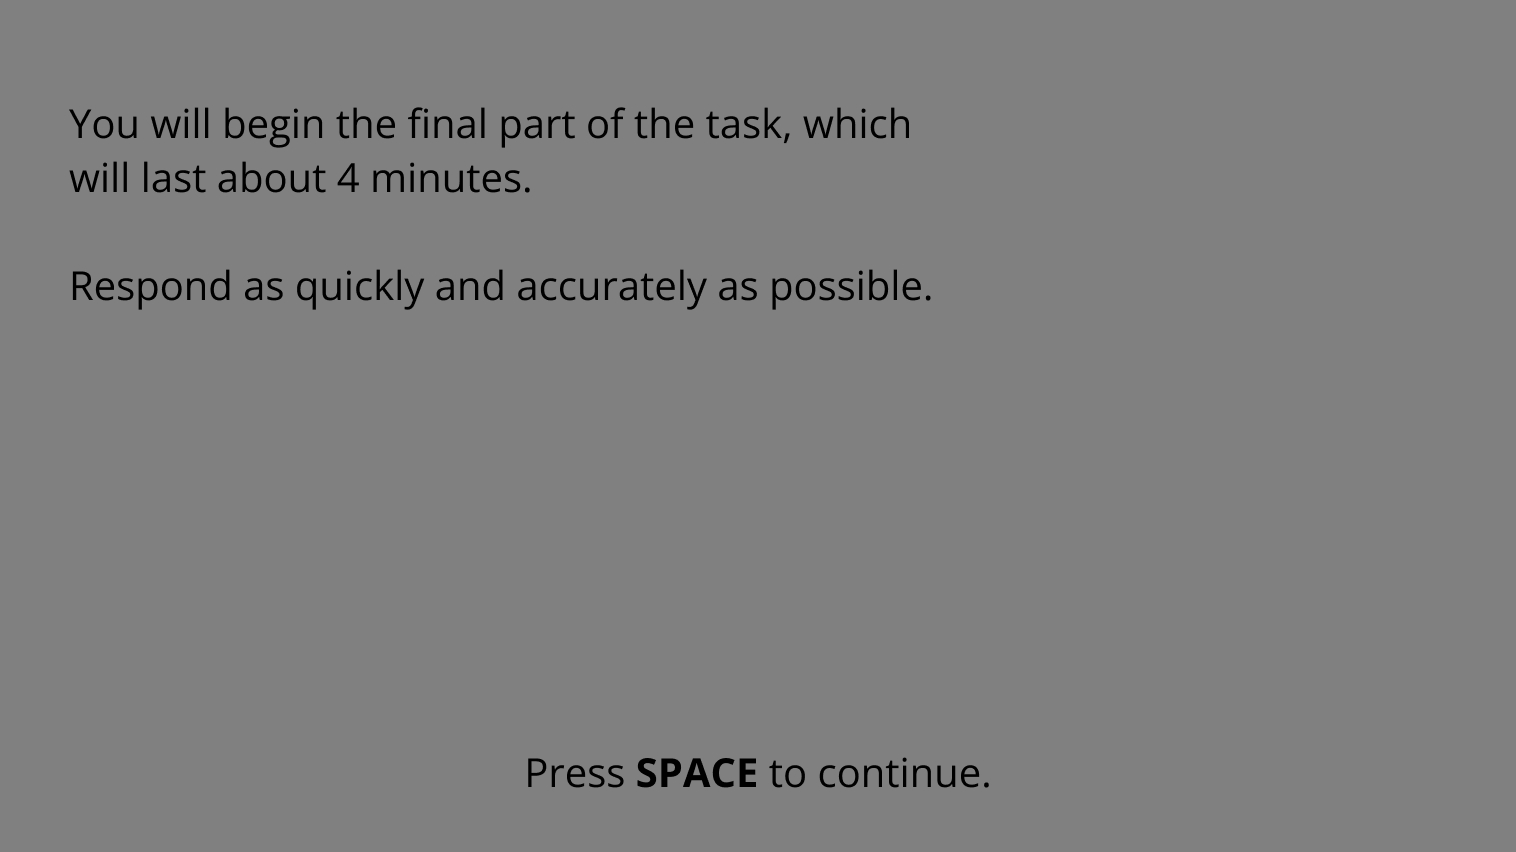 You will begin the final part of the task, which
will last about 4 minutes.
Respond as quickly and accurately as possible.
Press SPACE to continue.